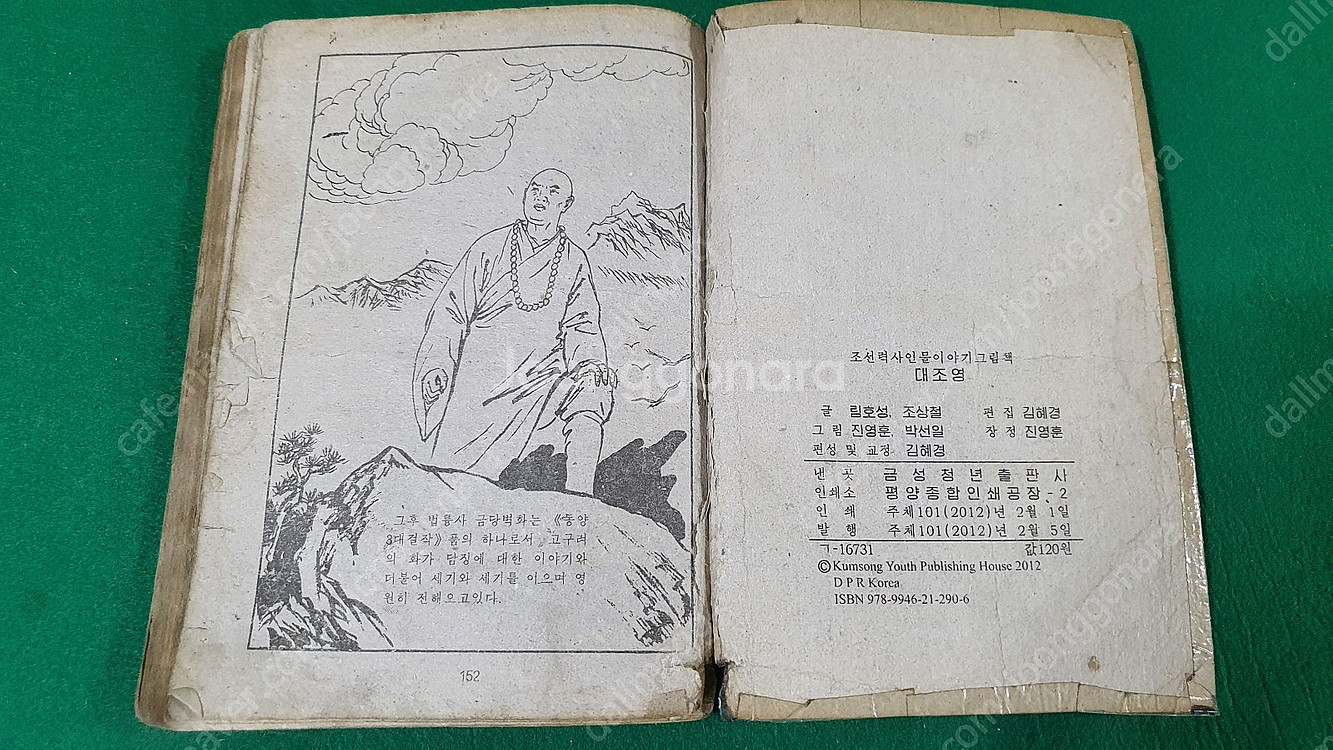 그후 법륭사 금당벽화는 《동양
3대걸작》품의 하나로서 고구려
의 화가 담징에 대한 이야기와
더불어 세기와 세기를 이으며 영
원히 전해오고있다.
152
조선력사인물이야기그림책
대조영
글 림호성, 조상철 편집 김혜경
그림 진영훈, 박선일 장정 진영훈
편성 및 교정 김혜경
낸곳 금성청년출판사
인쇄소 평양종합인쇄공장-2
인쇄 주체101(2012)년 2월 1일
발행 주체101(2012)년 2월 5일
ㄱ-16731 값120원
© Kumsong Youth Publishing House 2012
D P R Korea
ISBN 978-9946-21-290-6
joonggonara